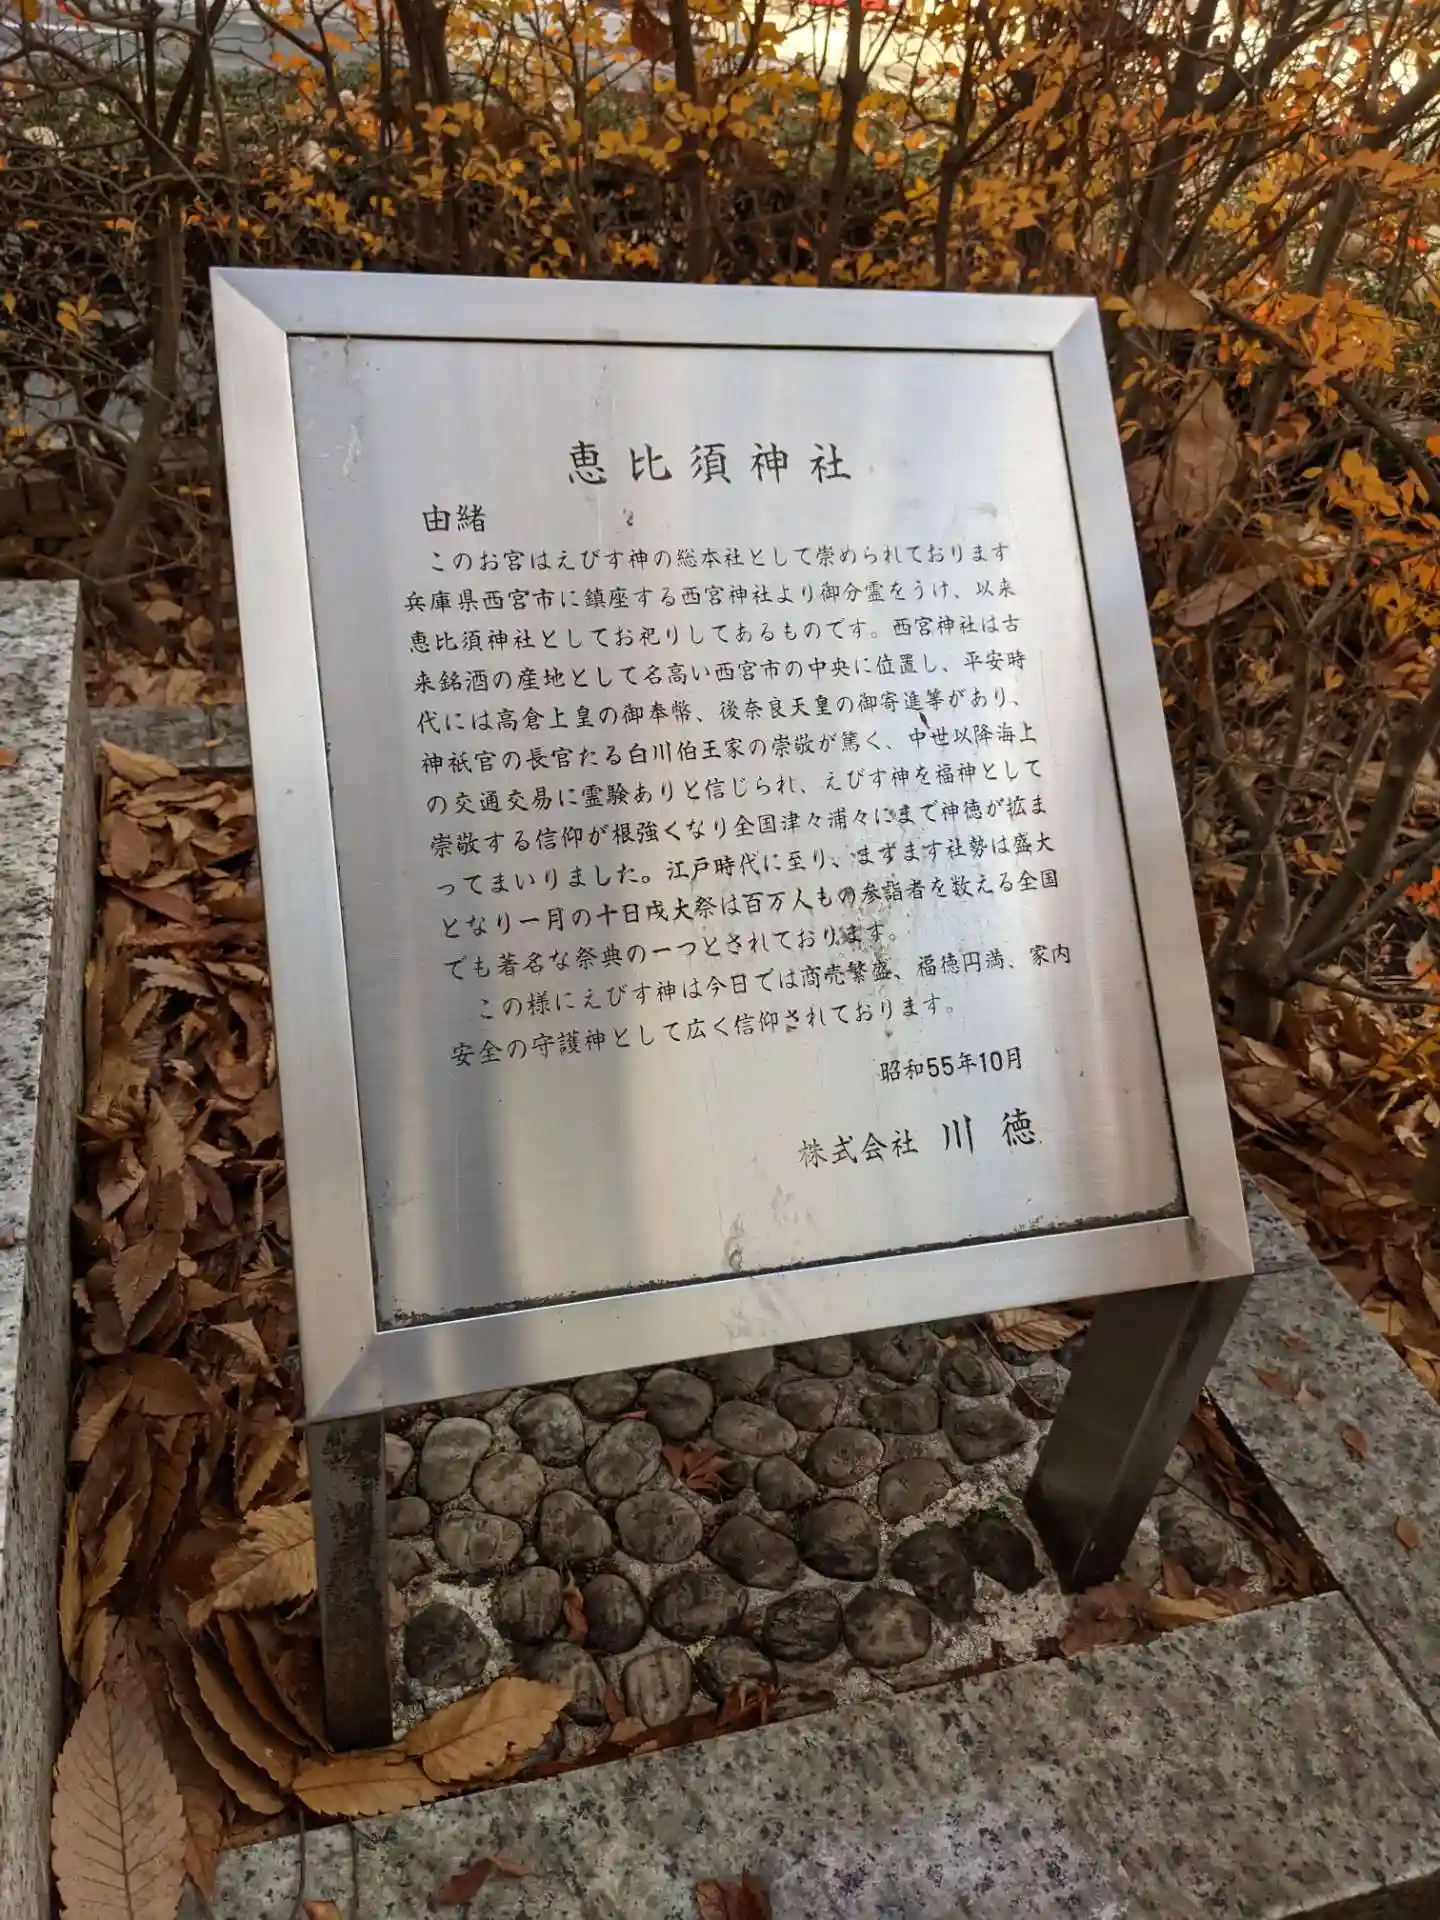 恵比須神社
由緒
このお宮はえびす神の総本社として崇められております
兵庫県西宮市に鎮座する西宮神社より御分霊をうけ、以来
恵比須神社としてお祀りしてあるものです。西宮神社は古
来銘酒の産地として名高い西宮市の中央に位置し、平安時
代には高倉上皇の御奉幣、後奈良天皇の御寄進等があり、
神祇官の長官たる白川伯王家の崇敬が篤く、中世以降海上
の交通交易に霊験ありと信じられ、えびす神を福神として
崇敬する信仰が根強くなり全国津々浦々にまで神徳が拡ま
ってまいりました。江戸時代に至り、ますます社勢は盛大
となり一月の十日戎大祭は百万人もの参詣者を数える全国
でも著名な祭典の一つとされております。
この様にえびす神は今日では商売繁盛、福徳円満、家内
安全の守護神として広く信仰されております。
昭和55年10月
株式会社 川徳